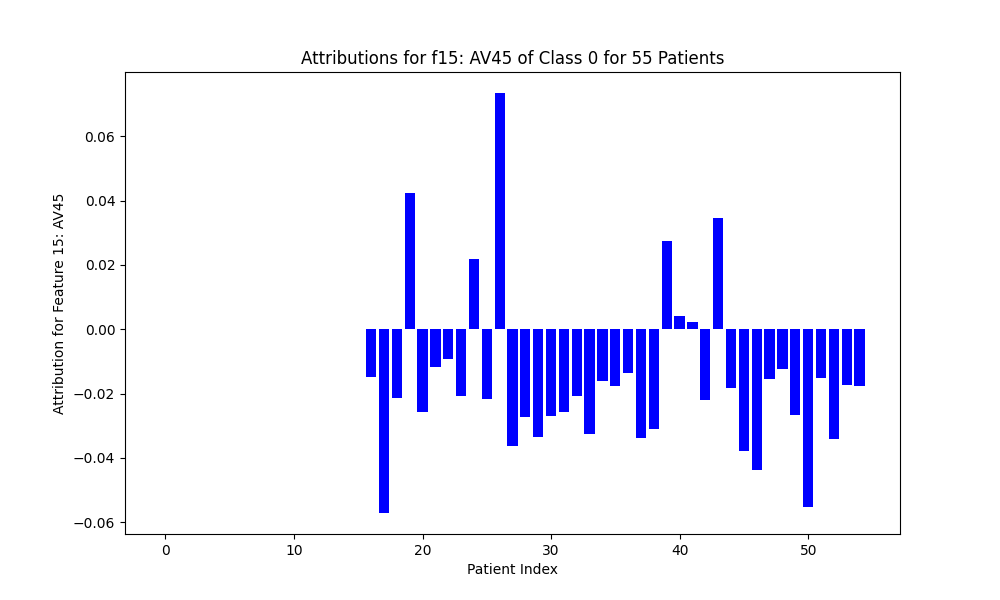 Attributions for f15: AV45 of Class 0 for 55 Patients
Attribution for Feature 15: AV45
0.06
0.04
0.02
0.00
−0.02
−0.04
−0.06
0 10 20 30 40 50
Patient Index